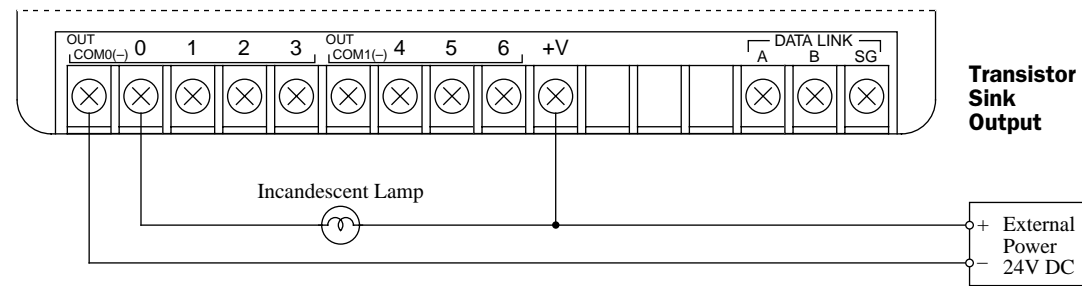 OUT OUT DATA LINK
COM0(–) 0 1 2 3 COM1(–) 4 5 6 +V A B SG
Transistor
Sink
Output
Incandescent Lamp
+ External
Power
– 24V DC